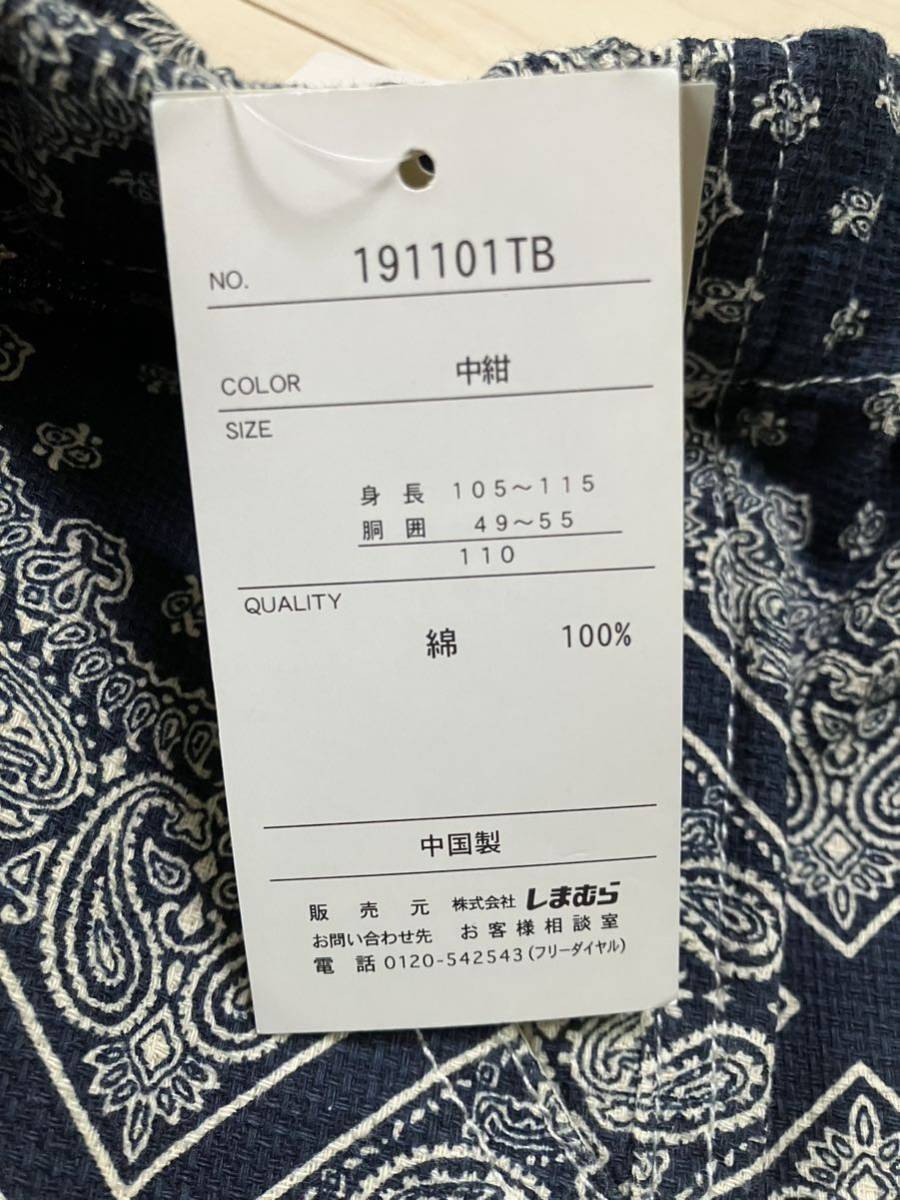 NO. 191101TB
COLOR 中紺
SIZE
身長 105～115
胴囲 49～55
110
QUALITY
綿 100%
中国製
販売元 株式会社 しまむら
お問い合わせ先 お客様相談室
電話 0120-542543(フリーダイヤル)